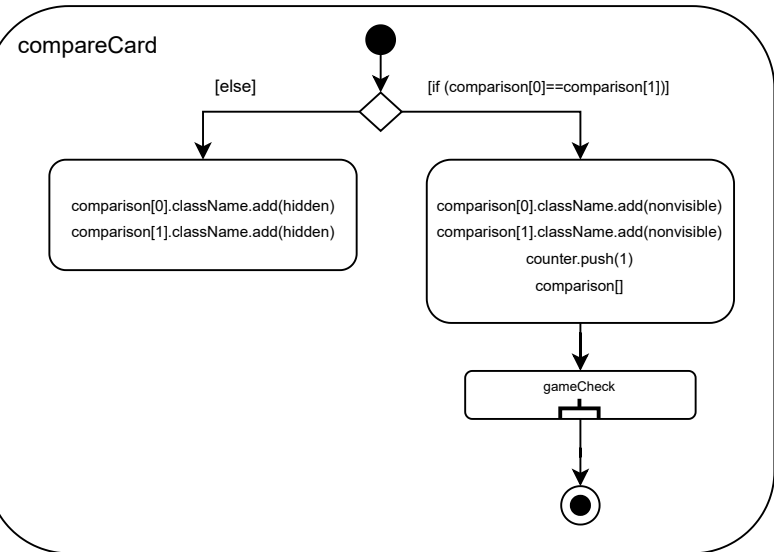 compareCard
[else]
[if (comparison[0]==comparison[1])]
comparison[0].className.add(hidden)
comparison[1].className.add(hidden)
comparison[0].className.add(nonvisible)
comparison[1].className.add(nonvisible)
counter.push(1)
comparison[]
gameCheck